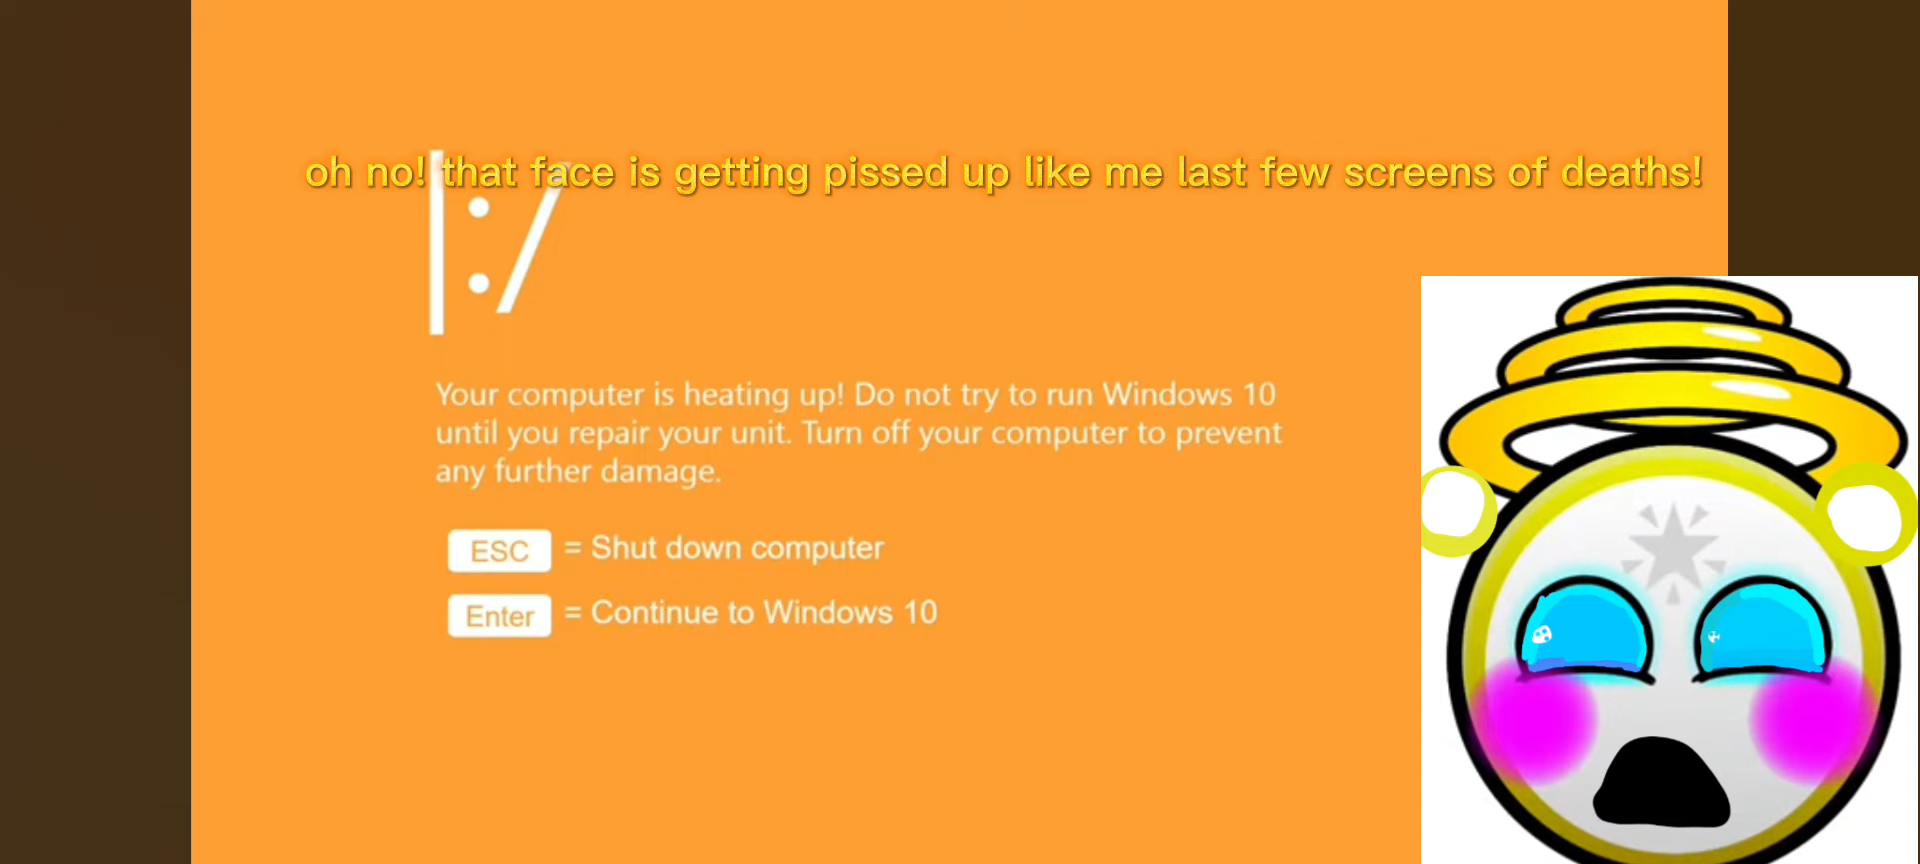 oh no! that face is getting pissed up like me last few screens of deaths!
|:/
Your computer is heating up! Do not try to run Windows 10
until you repair your unit. Turn off your computer to prevent
any further damage.
ESC = Shut down computer
Enter = Continue to Windows 10